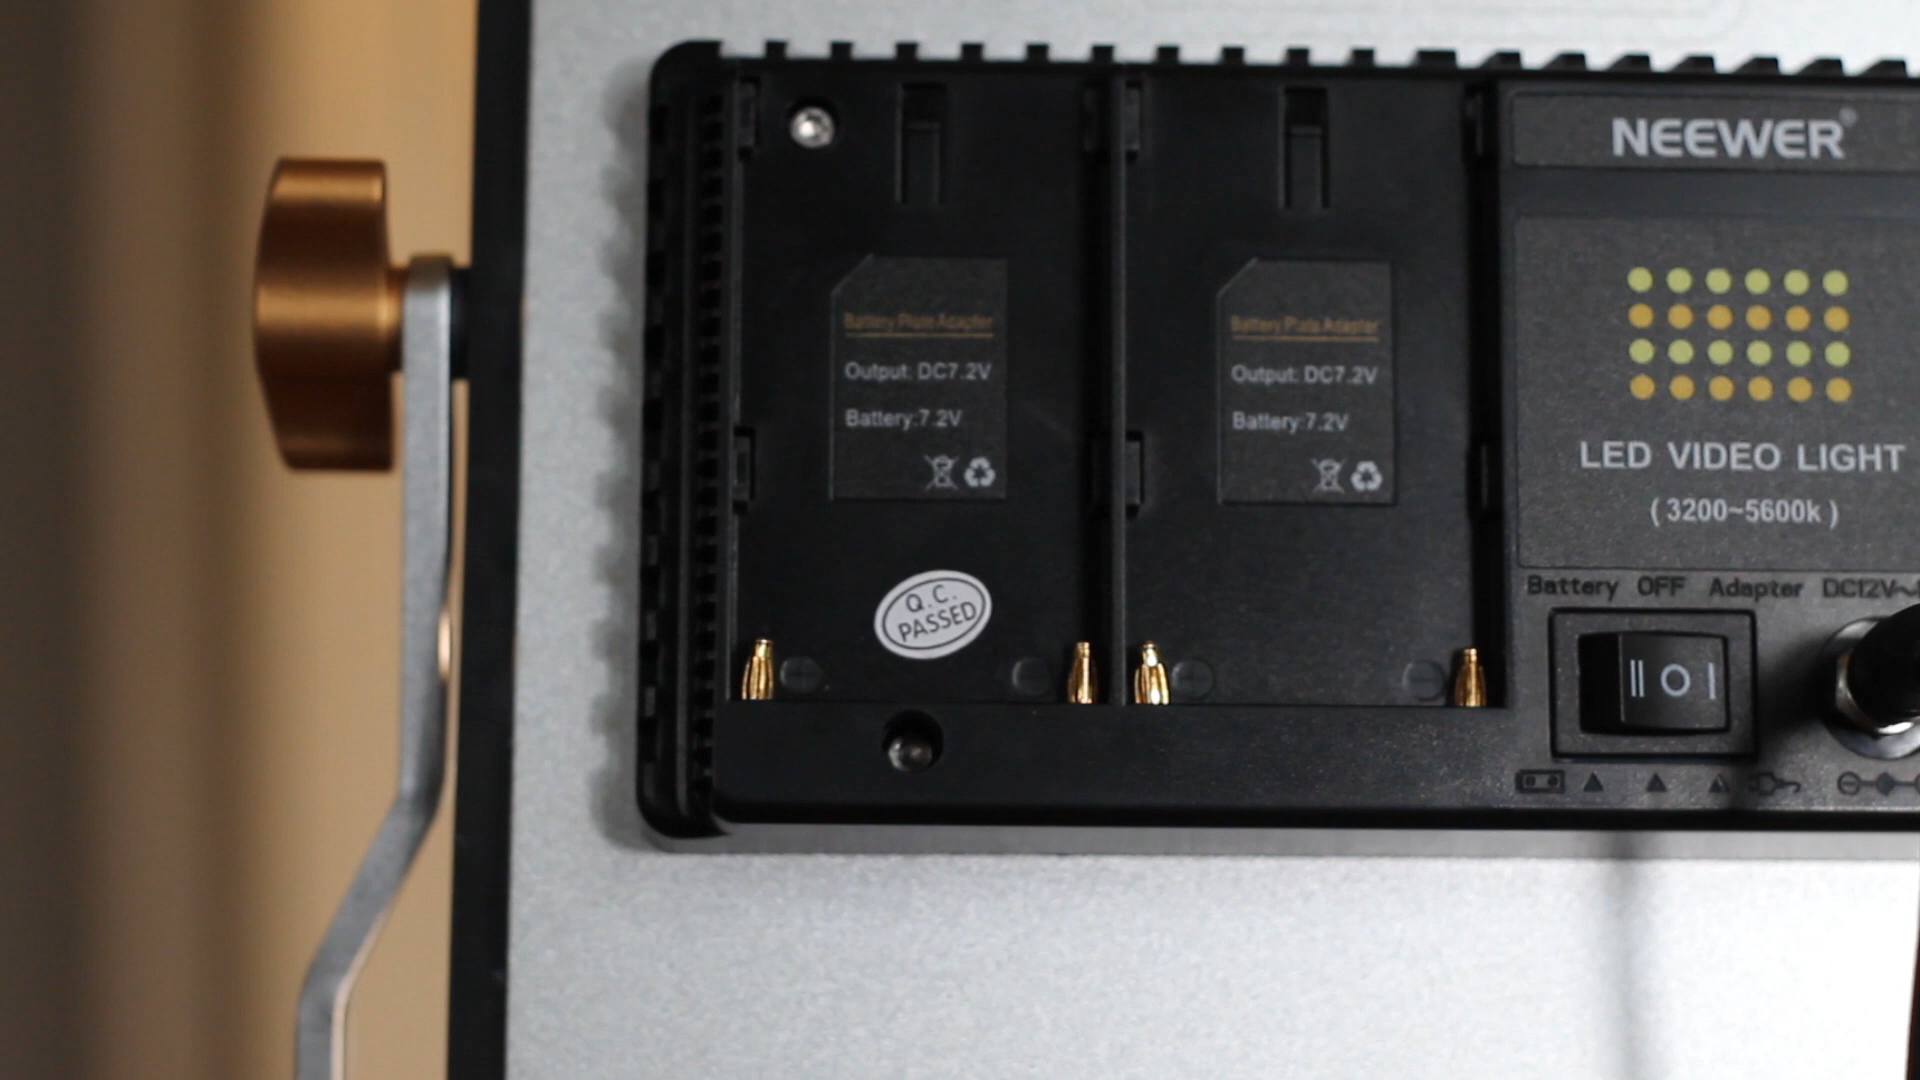 NEEWER®
Battery Plate Adapter
Output: DC7.2V
Battery:7.2V
Battery Plate Adapter
Output: DC7.2V
Battery:7.2V
Q.C.
PASSED
LED VIDEO LIGHT
(3200~5600k)
Battery OFF Adapter DC12V~